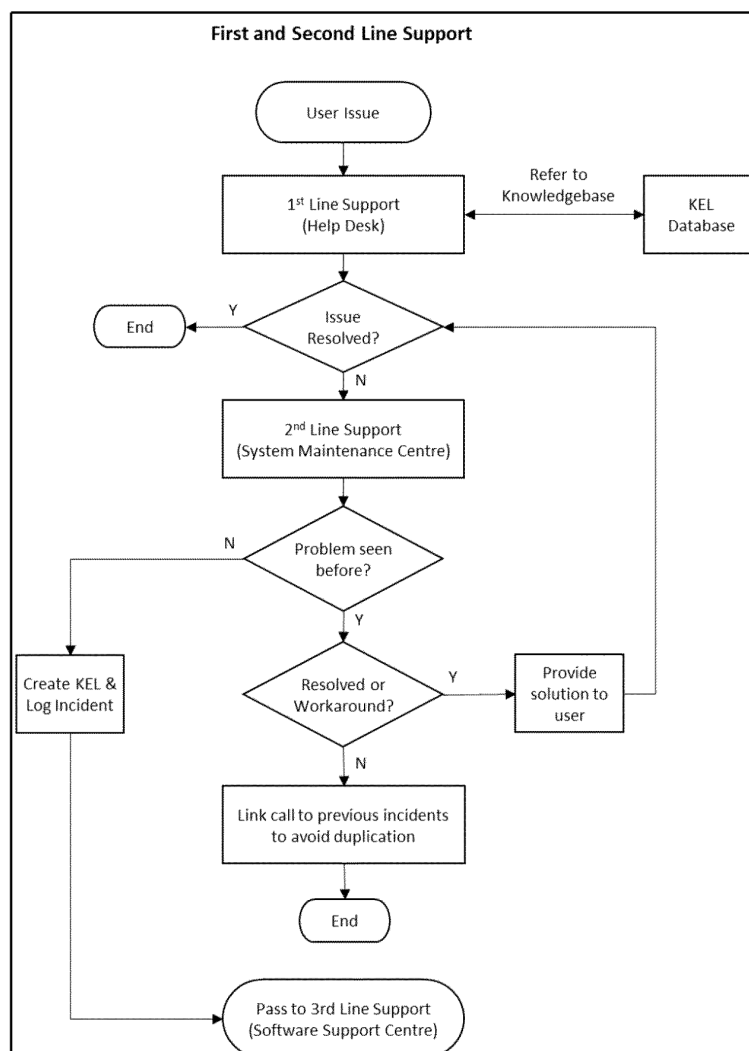 First and Second Line Support
User Issue
Refer to
Knowledgebase
1st Line Support
(Help Desk)
KEL
Database
Y
End
Issue
Resolved?
N
2nd Line Support
(System Maintenance Centre)
N
Problem seen
before?
Y
Create KEL &
Log Incident
Resolved or
Workaround?
Y
Provide
solution to
user
N
Link call to previous incidents
to avoid duplication
End
Pass to 3rd Line Support
(Software Support Centre)